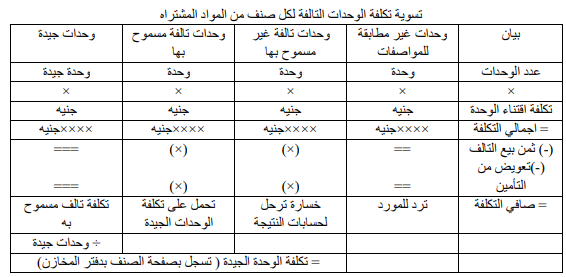 تسوية تكلفة الوحدات التالفة لكل صنف من المواد المشتراه
بيان وحدات غير مطابقة للمواصفات وحدات تالفة غير مسموح بها وحدات تالفة مسموح بها وحدات جيدة
عدد الوحدات وحدة وحدة وحدة وحدة جيدة
× × × × ×
تكلفة اقتناء الوحدة جنيه جنيه جنيه جنيه
= اجمالي التكلفة ××××جنيه ××××جنيه ××××جنيه ××××جنيه
(-) ثمن بيع التالف == (×) (×) ===
(-)تعويض من التأمين == (×) (×) ===
= صافي التكلفة ترد للمورد خسارة ترحل لحسابات النتيجة تحمل على تكلفة الوحدات الجيدة تكلفة تالف مسموح به
÷ وحدات جيدة
= تكلفة الوحدة الجيدة ( تسجل بصفحة الصنف بدفتر المخازن)